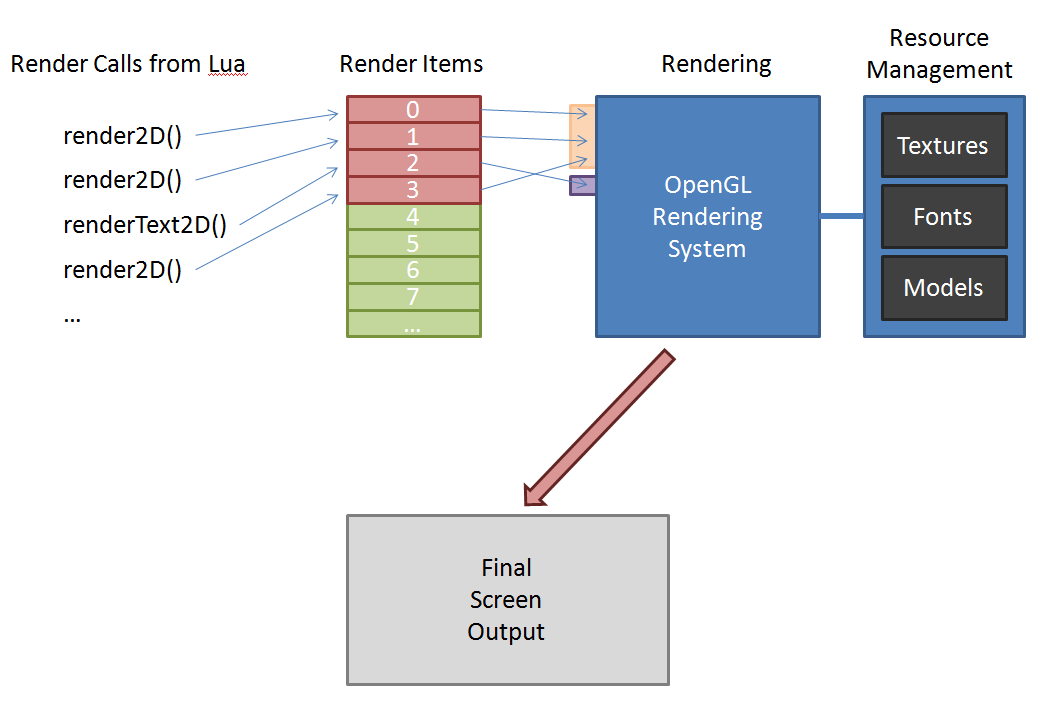 Render Calls from Lua
render2D()
render2D()
renderText2D()
render2D()
...
Render Items
0
1
2
3
4
5
6
7
...
Rendering
OpenGL
Rendering
System
Resource
Management
Textures
Fonts
Models
Final
Screen
Output